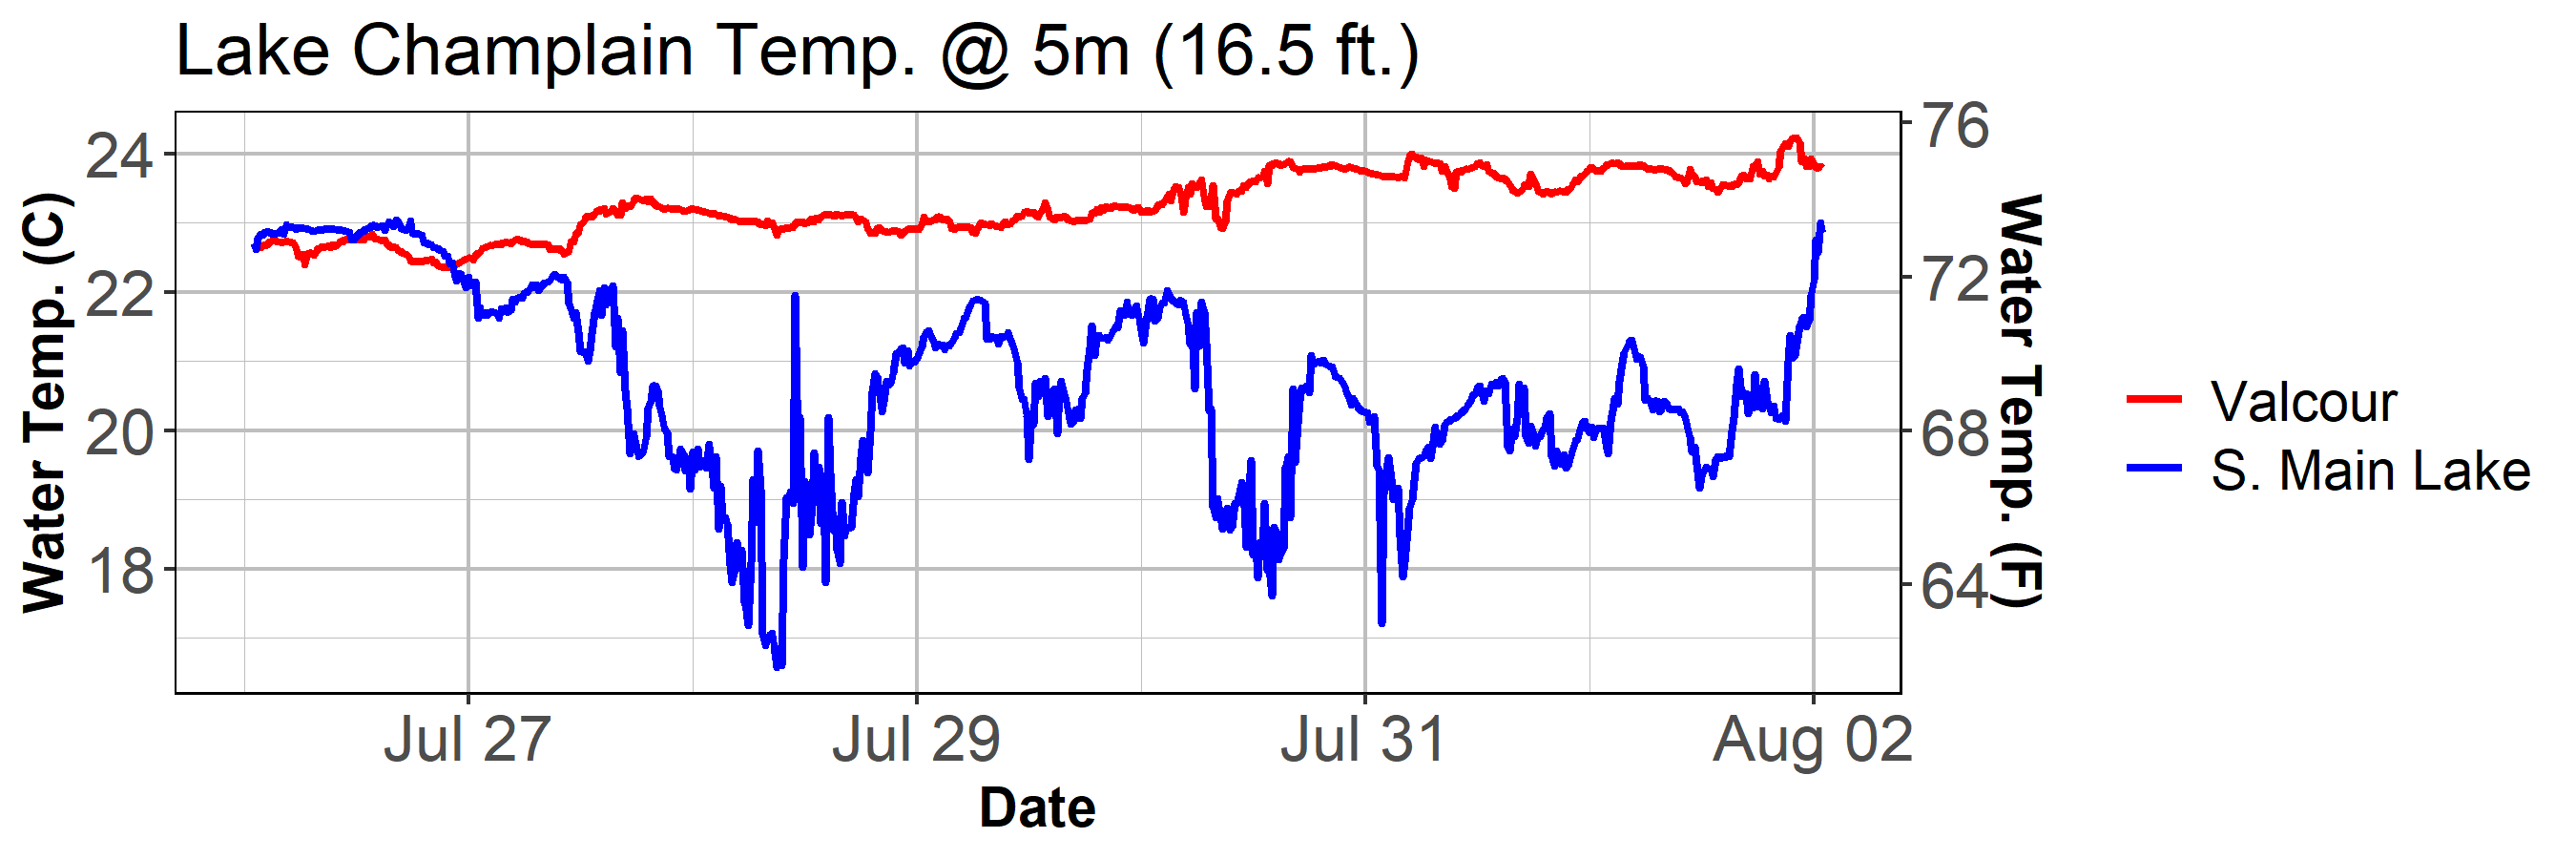 Lake Champlain Temp. @ 5m (16.5 ft.)
Water Temp. (C)
24
22
20
18
76
72
68
64
Water Temp. (F)
Jul 27 Jul 29 Jul 31 Aug 02
Date
Valcour
S. Main Lake